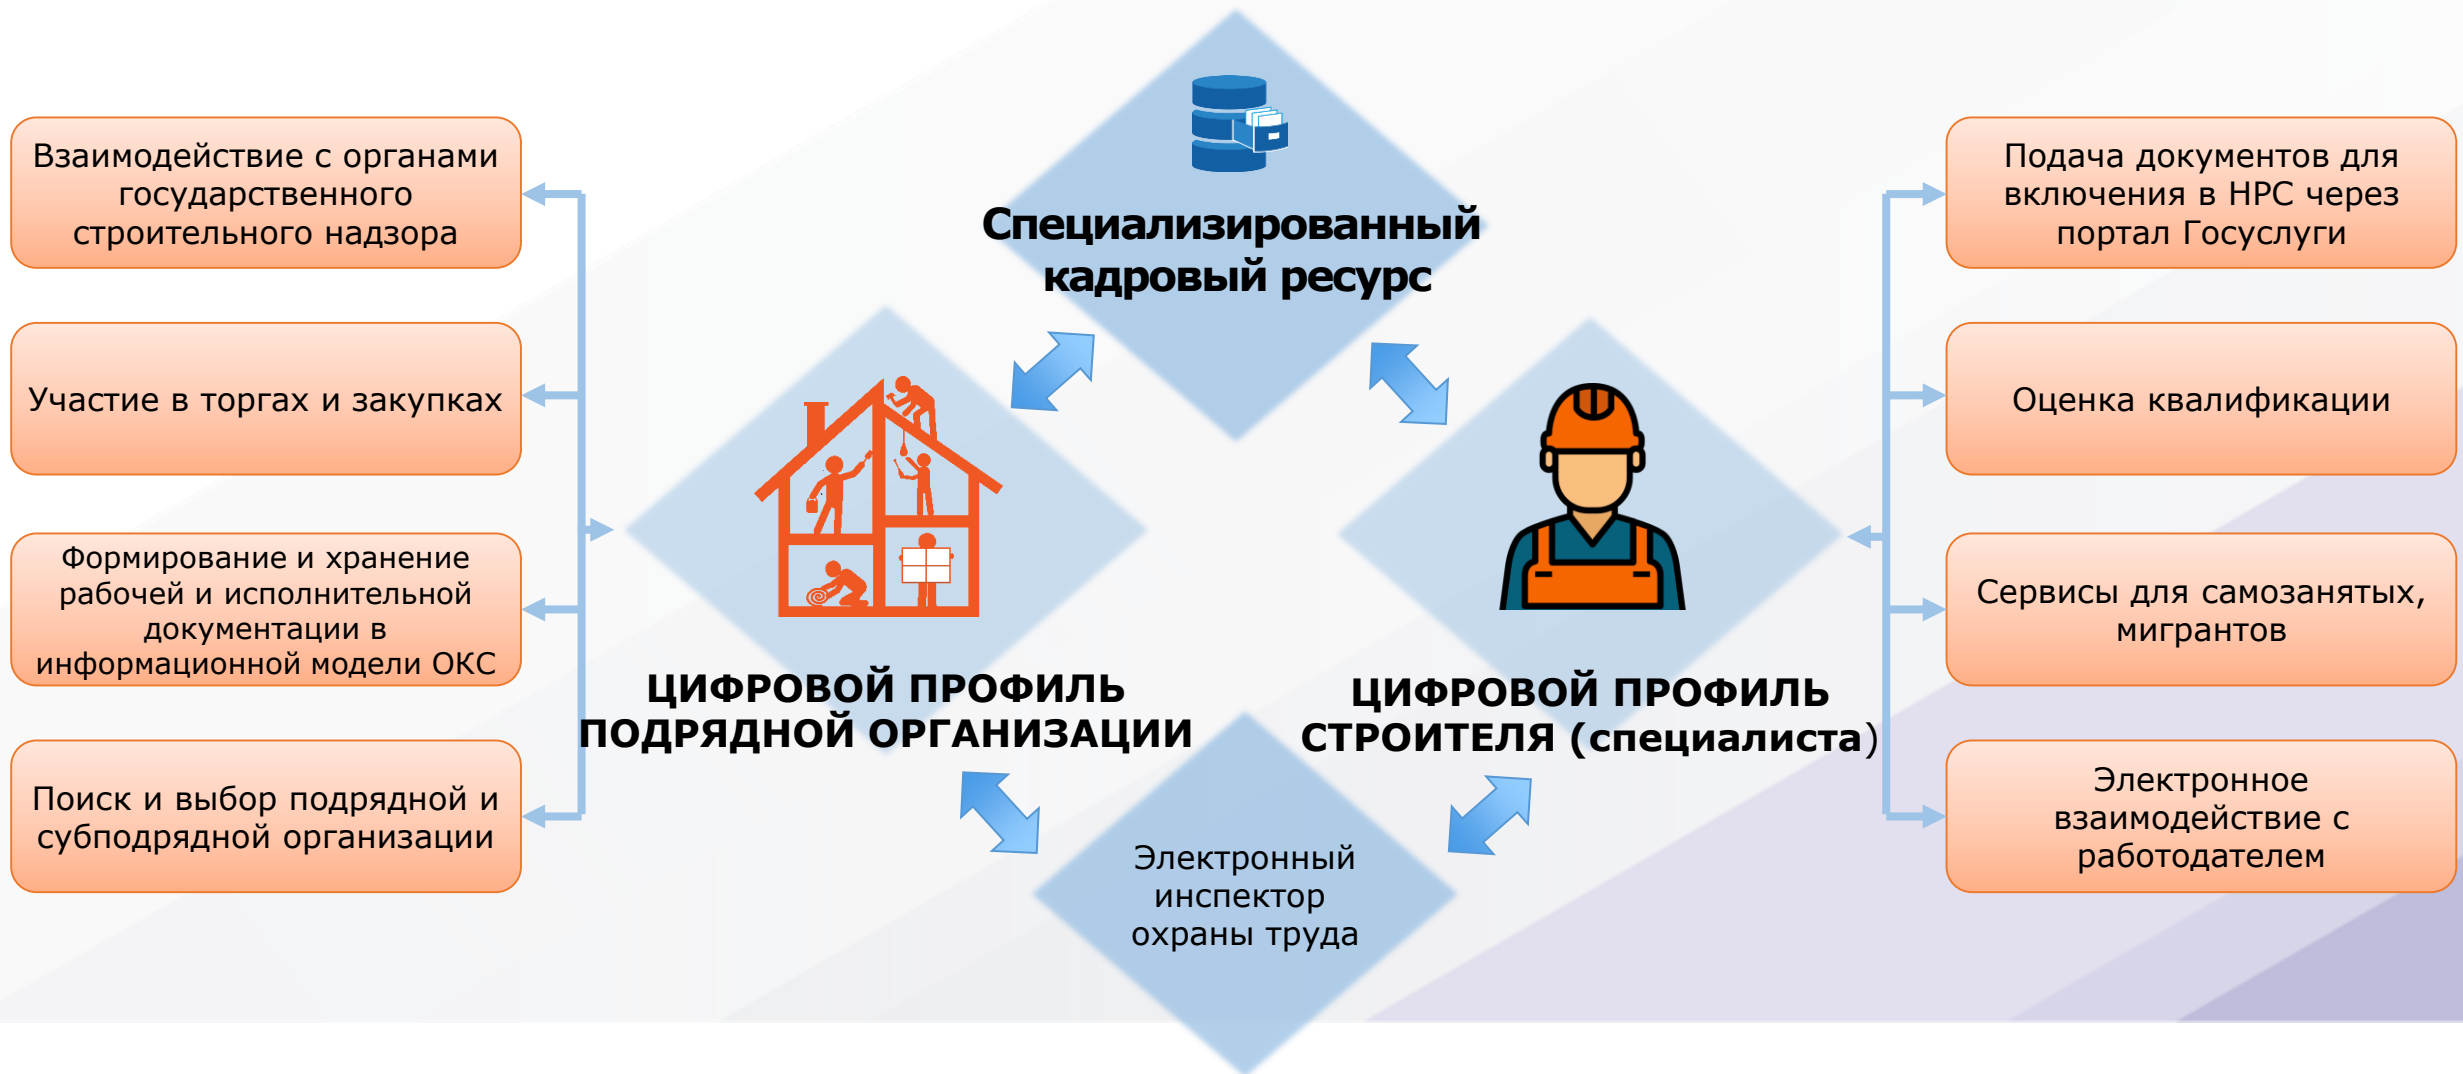 Взаимодействие с органами
государственного
строительного надзора
Участие в торгах и закупках
Формирование и хранение
рабочей и исполнительной
документации в
информационной модели ОКС
Поиск и выбор подрядной и
субподрядной организации
Специализированный
кадровый ресурс
ЦИФРОВОЙ ПРОФИЛЬ
ПОДРЯДНОЙ ОРГАНИЗАЦИИ
ЦИФРОВОЙ ПРОФИЛЬ
СТРОИТЕЛЯ (специалиста)
Электронный
инспектор
охраны труда
Подача документов для
включения в НРС через
портал Госуслуги
Оценка квалификации
Сервисы для самозанятых,
мигрантов
Электронное
взаимодействие с
работодателем